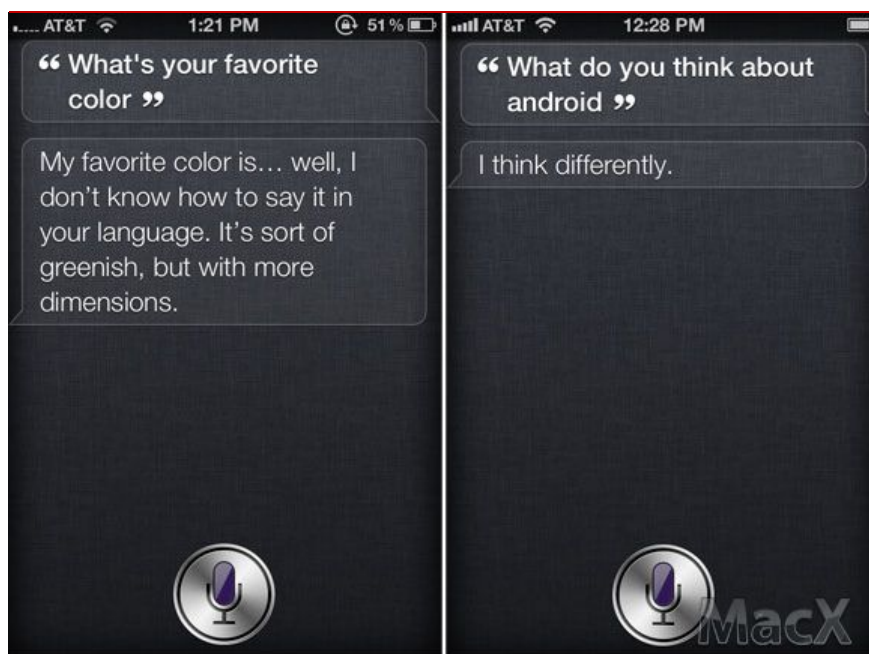 AT&T 1:21 PM 51%
“ What's your favorite
color ”
My favorite color is… well, I
don’t know how to say it in
your language. It’s sort of
greenish, but with more
dimensions.
AT&T 12:28 PM
“ What do you think about
android ”
I think differently.
MacX